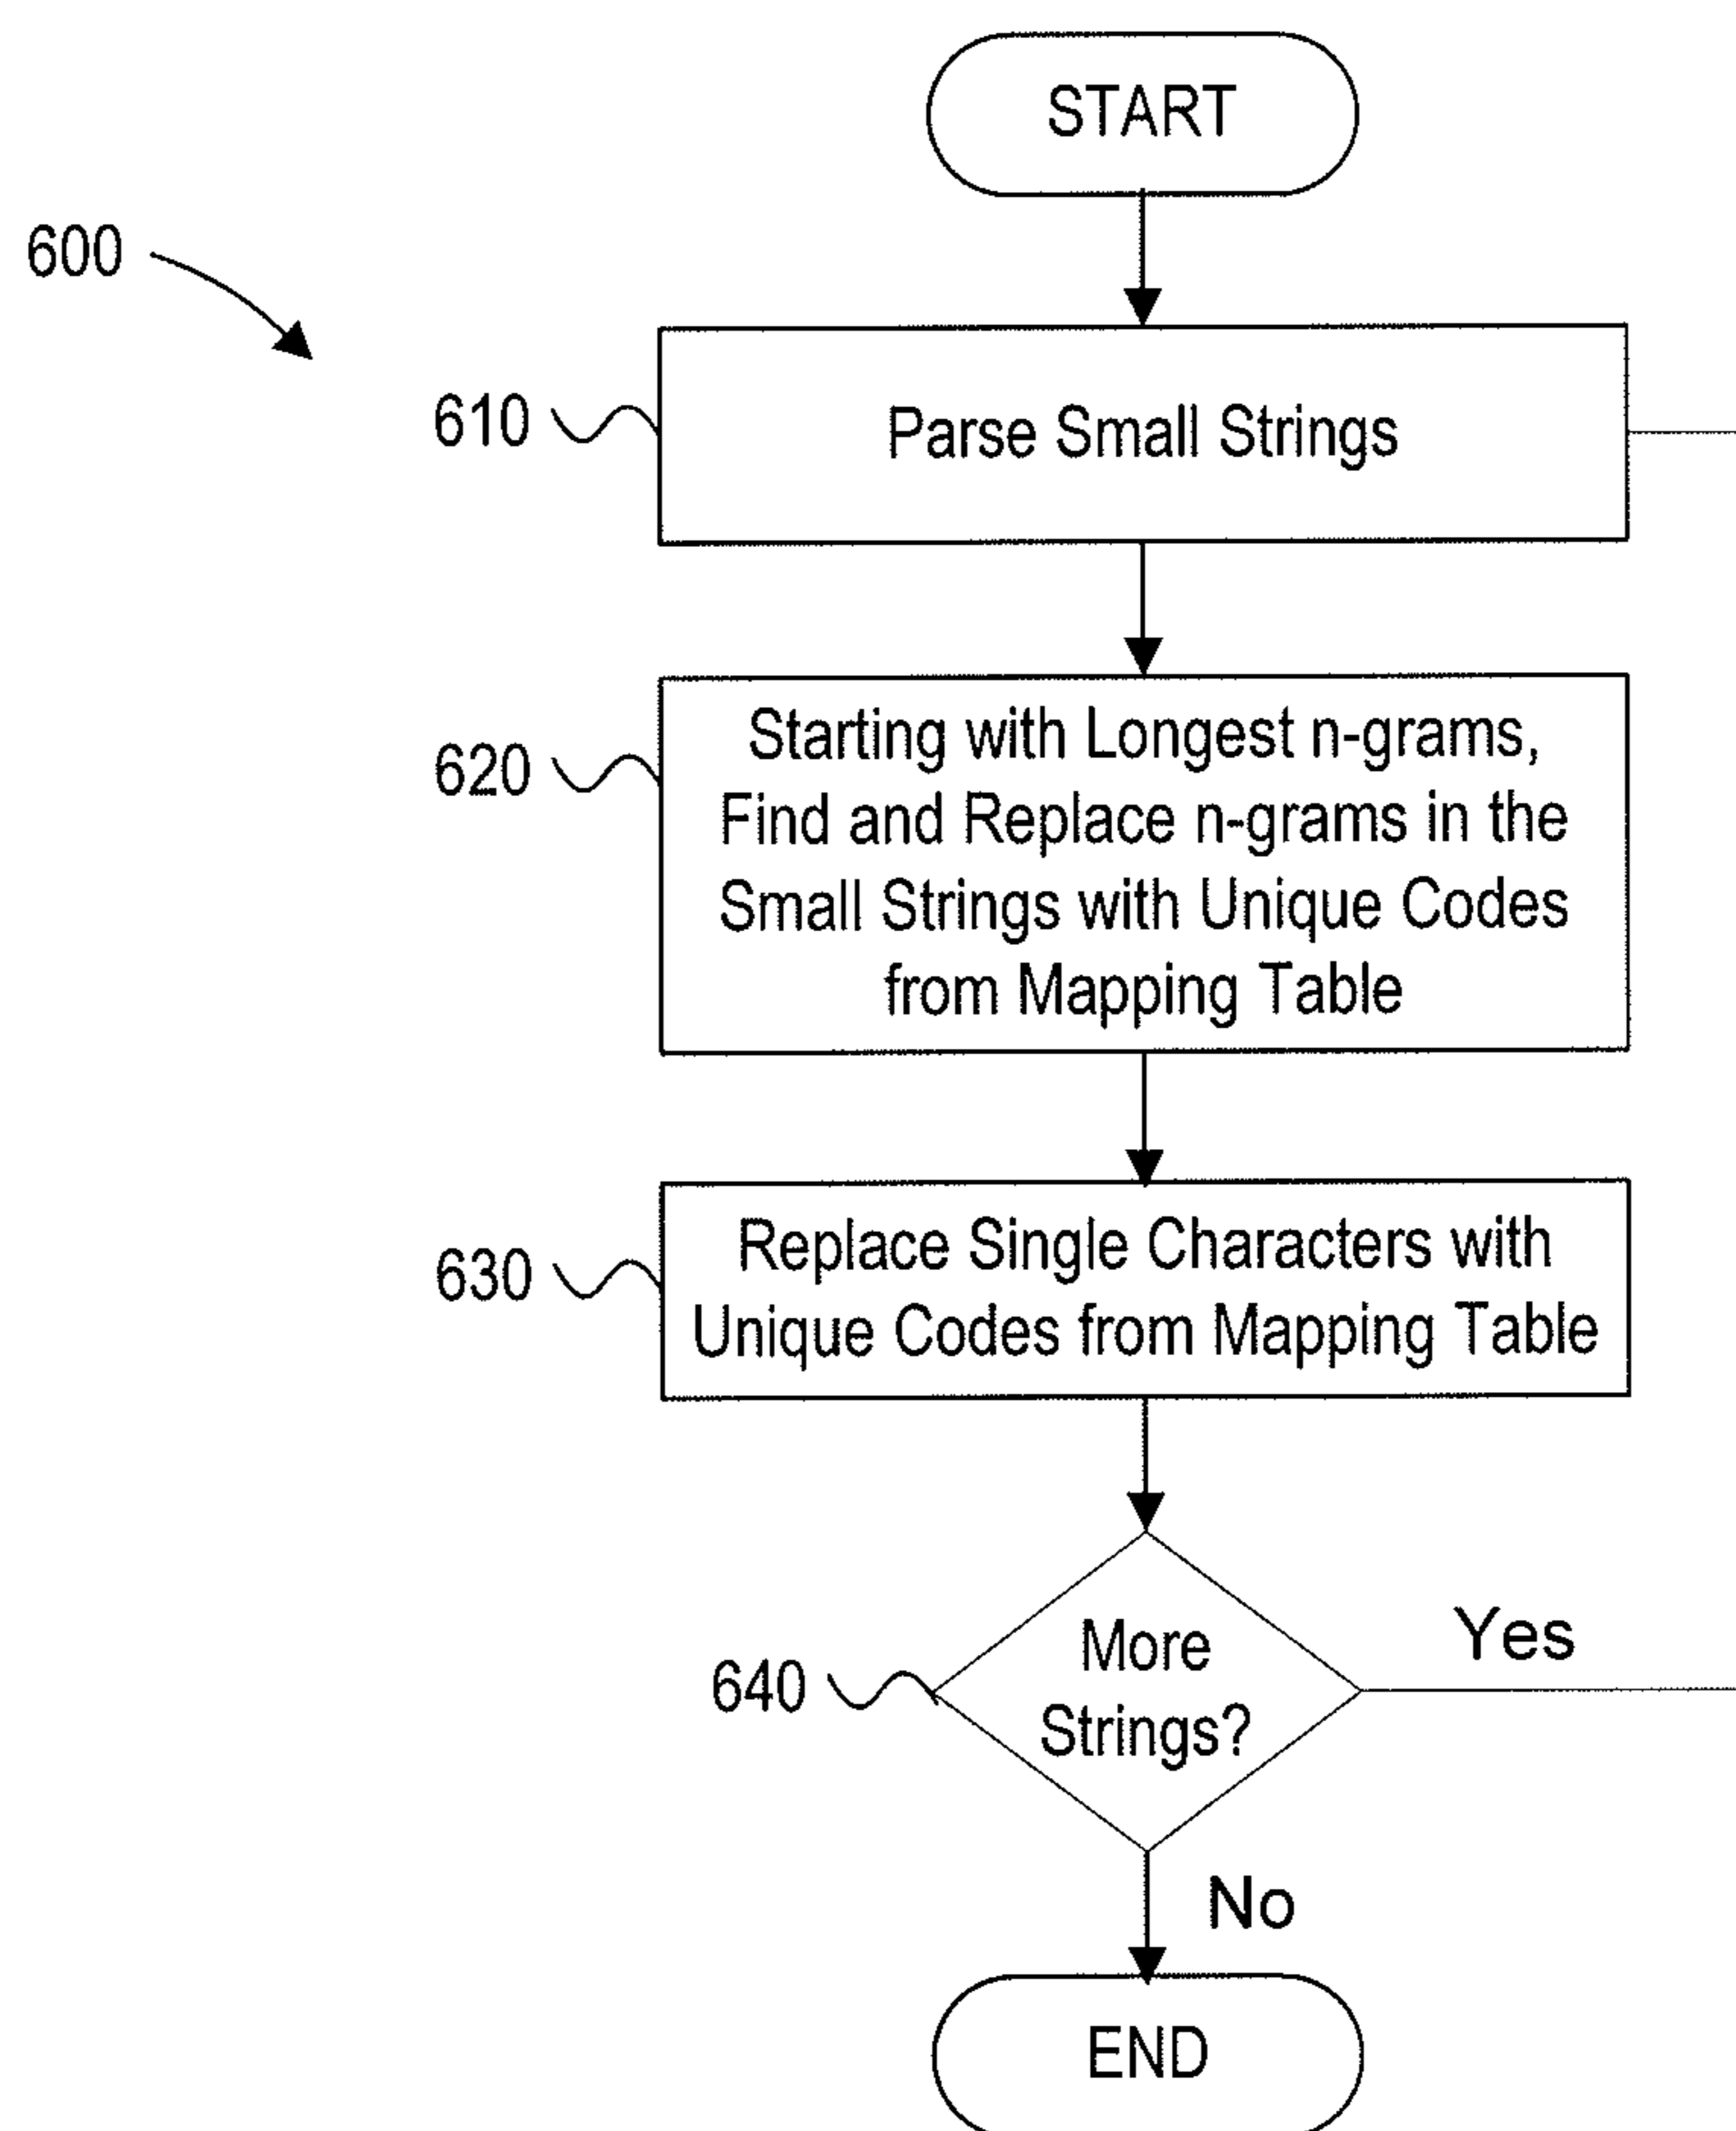 START
600
610
Parse Small Strings
620
Starting with Longest n-grams,
Find and Replace n-grams in the
Small Strings with Unique Codes
from Mapping Table
630
Replace Single Characters with
Unique Codes from Mapping Table
640
More
Strings?
Yes
No
END